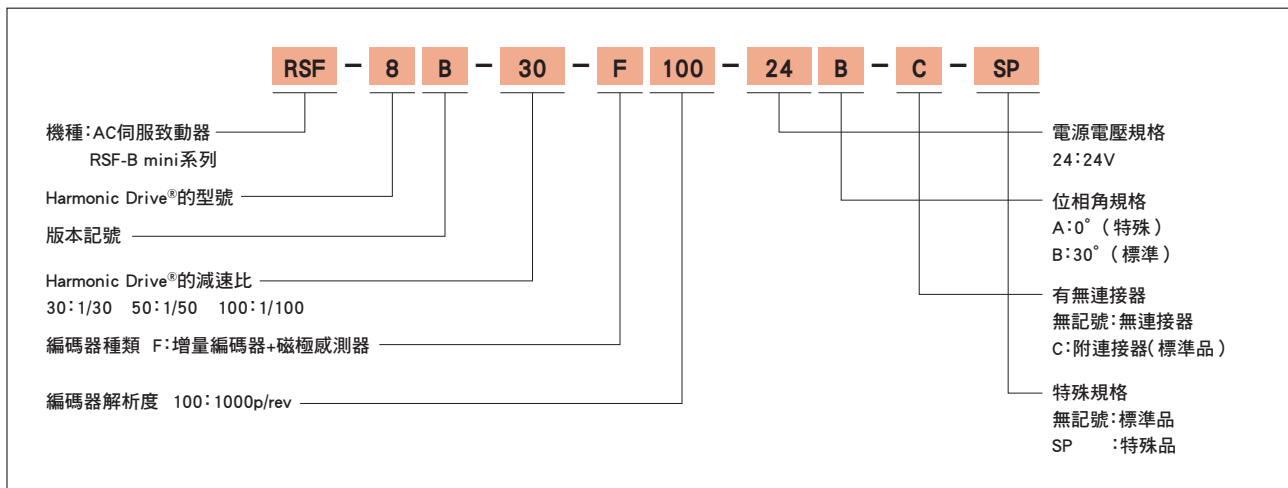 RSF - 8 B - 30 - F 100 - 24 B - C - SP
機種:AC伺服致動器
RSF-B mini系列
Harmonic Drive®的型號
版本記號
Harmonic Drive®的減速比
30:1/30 50:1/50 100:1/100
編碼器種類 F:增量編碼器+磁極感測器
編碼器解析度 100:1000p/rev
電源電壓規格
24:24V
位相角規格
A:0°(特殊)
B:30°(標準)
有無連接器
無記號:無連接器
C:附連接器(標準品)
特殊規格
無記號:標準品
SP :特殊品